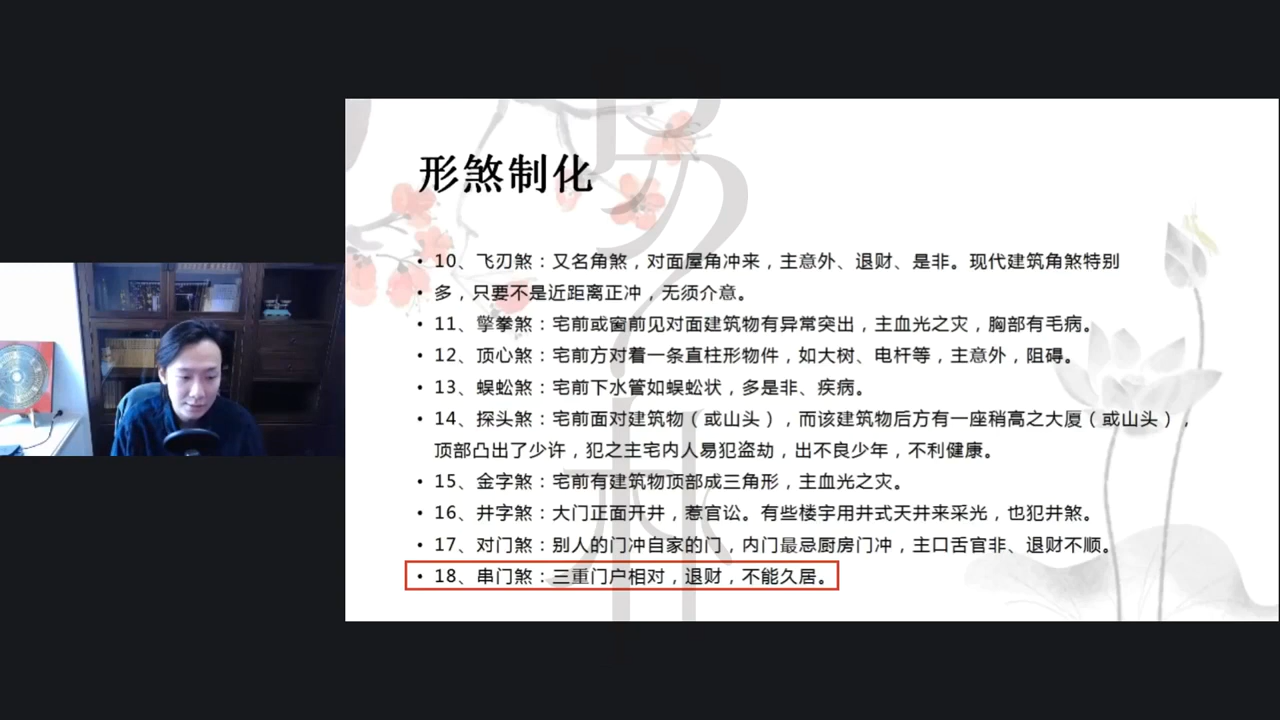 形煞制化
• 10、飞刃煞：又名角煞，对面屋角冲来，主意外、退财、是非。现代建筑角煞特别
• 多，只要不是近距离正冲，无须介意。
• 11、擎拳煞：宅前或窗前见对面建筑物有异常突出，主血光之灾，胸部有毛病。
• 12、顶心煞：宅前方对着一条直柱形物件，如大树、电杆等，主意外，阻碍。
• 13、蜈蚣煞：宅前下水管如蜈蚣状，多是非、疾病。
• 14、探头煞：宅前面对建筑物（或山头），而该建筑物后方有一座稍高之大厦（或山头），
顶部凸出了少许，犯之主宅内人易犯盗劫，出不良少年，不利健康。
• 15、金字煞：宅前有建筑物顶部成三角形，主血光之灾。
• 16、井字煞：大门正面开井，惹官讼。有些楼宇用井式天井来采光，也犯井煞。
• 17、对门煞：别人的门冲自家的门，内门最忌厨房门冲，主口舌官非、退财不顺。
• 18、串门煞：三重门户相对，退财，不能久居。